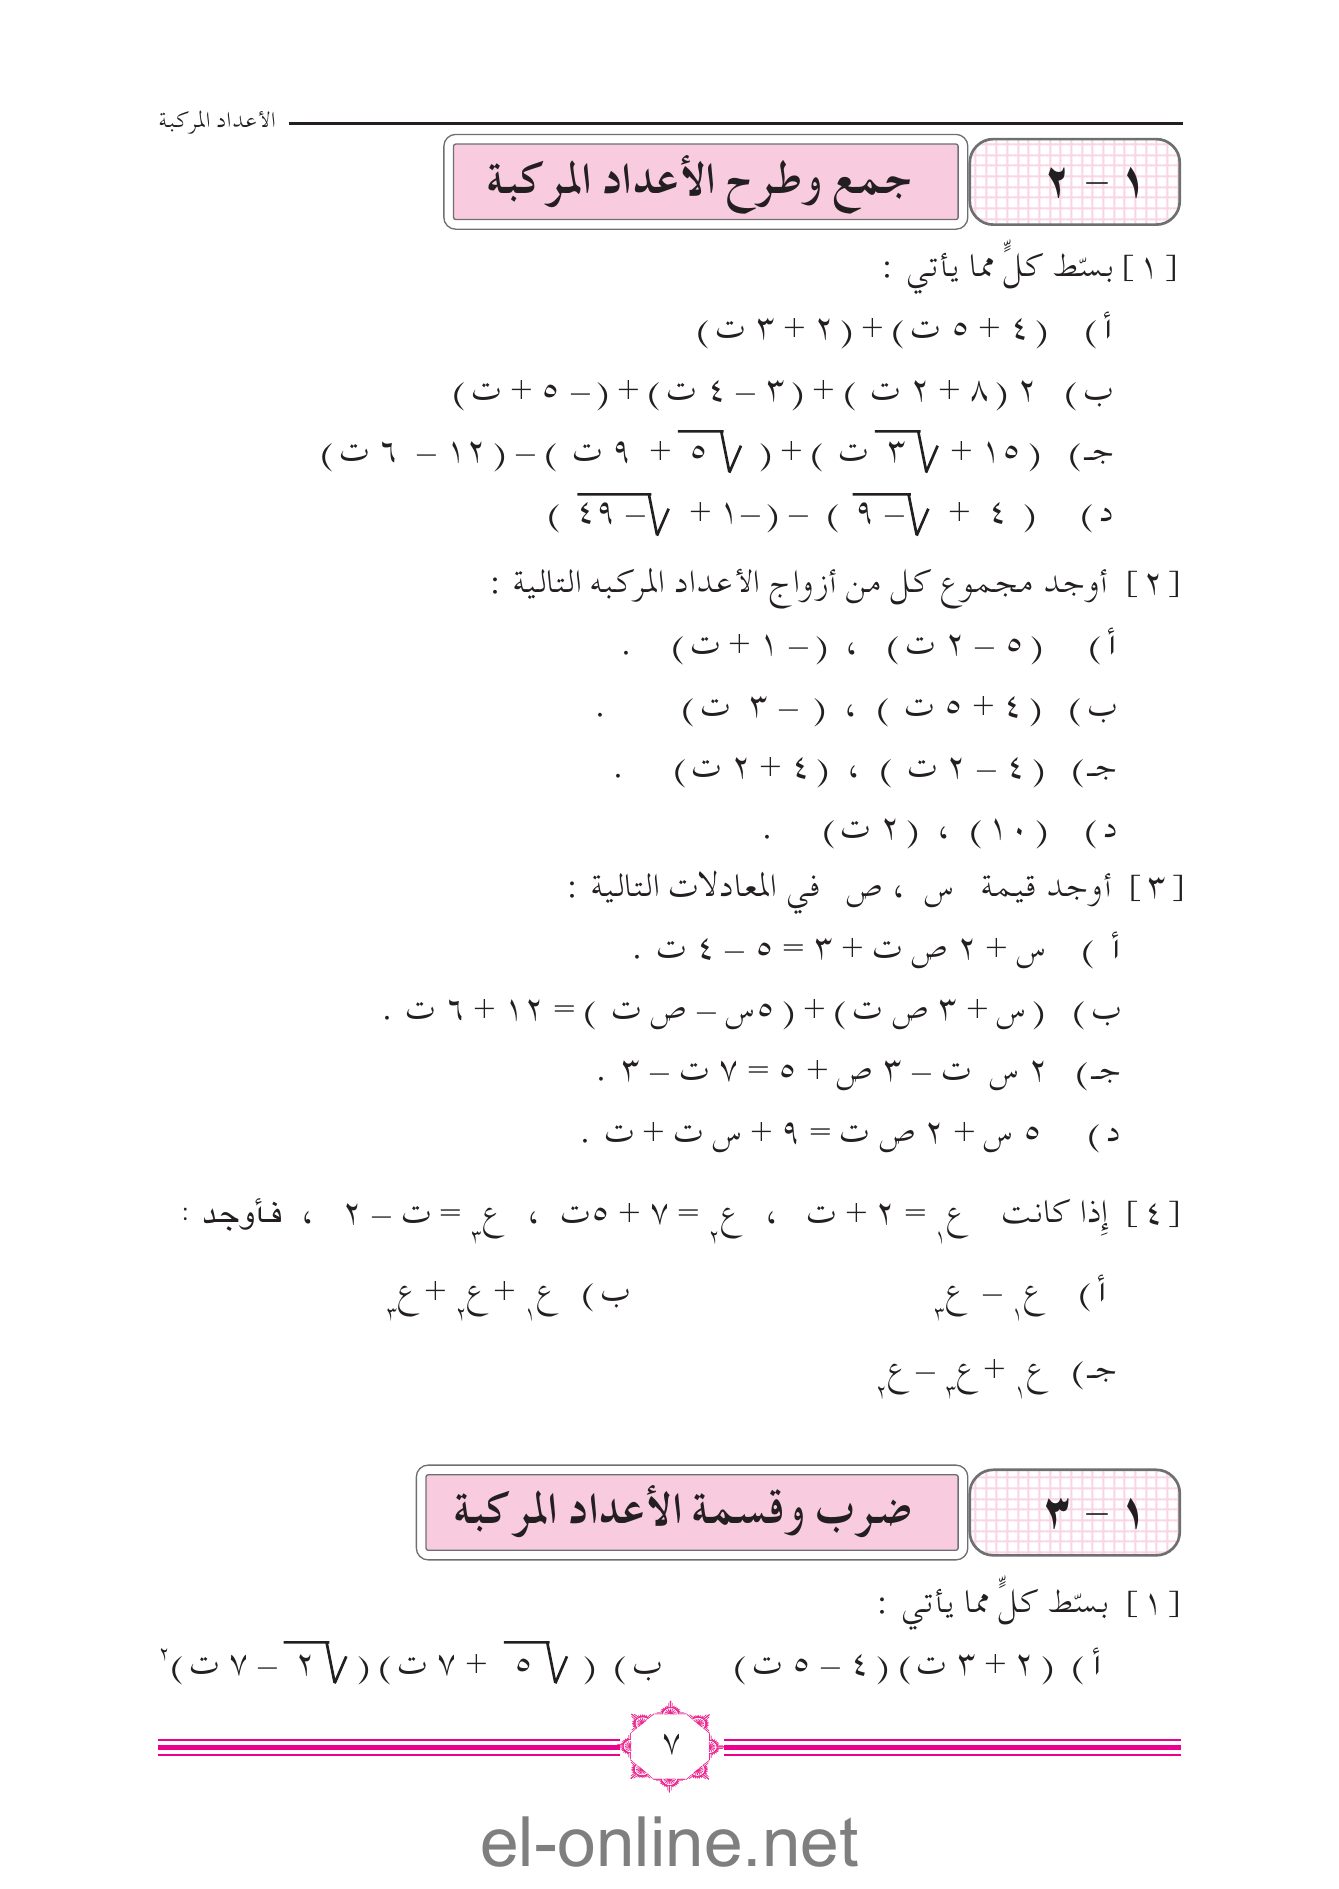 الأعداد المركبة
١ – ٢ جمع وطرح الأعداد المركبة
[ ١ ] بسّط كلٍّ مما يأتي :
أ ) ( ٤ + ٥ ت ) + ( ٢ + ٣ ت )
ب ) ٢ ( ٨ + ٢ ت ) + ( ٣ – ٤ ت ) + ( – ٥ + ت )
جـ ) ( ١٥ + √٣ ت ) + ( √٥ + ٩ ت ) – ( ١٢ – ٦ ت )
د ) ( ٤ + √– ٩ ) – ( –١ + √– ٤٩ )
[ ٢ ] أوجد مجموع كل من أزواج الأعداد المركبه التالية :
أ ) ( ٥ – ٢ ت ) ، ( – ١ + ت ) .
ب ) ( ٤ + ٥ ت ) ، ( – ٣ ت ) .
جـ ) ( ٤ – ٢ ت ) ، ( ٤ + ٢ ت ) .
د ) ( ١٠ ) ، ( ٢ ت ) .
[ ٣ ] أوجد قيمة س ، ص في المعادلات التالية :
أ ) س + ٢ ص ت + ٣ = ٥ – ٤ ت .
ب ) ( س + ٣ ص ت ) + ( ٥س – ص ت ) = ١٢ + ٦ ت .
جـ ) ٢ س ت – ٣ ص + ٥ = ٧ ت – ٣ .
د ) ٥ س + ٢ ص ت = ٩ + س ت + ت .
[ ٤ ] إذا كانت ع١ = ٢ + ت ، ع٢ = ٧ + ٥ت ، ع٣ = ت – ٢ ، فأوجد :
أ ) ع١ – ع٣ ب ) ع١ + ع٢ + ع٣
جـ ) ع١ + ع٣ – ع٢
١ – ٣ ضرب وقسمة الأعداد المركبة
[ ١ ] بسّط كلٍّ مما يأتي :
أ ) ( ٢ + ٣ ت ) ( ٤ – ٥ ت ) ب ) ( √٥ + ٧ ت ) ( √٢ – ٧ ت )٢
٧
el-online.net